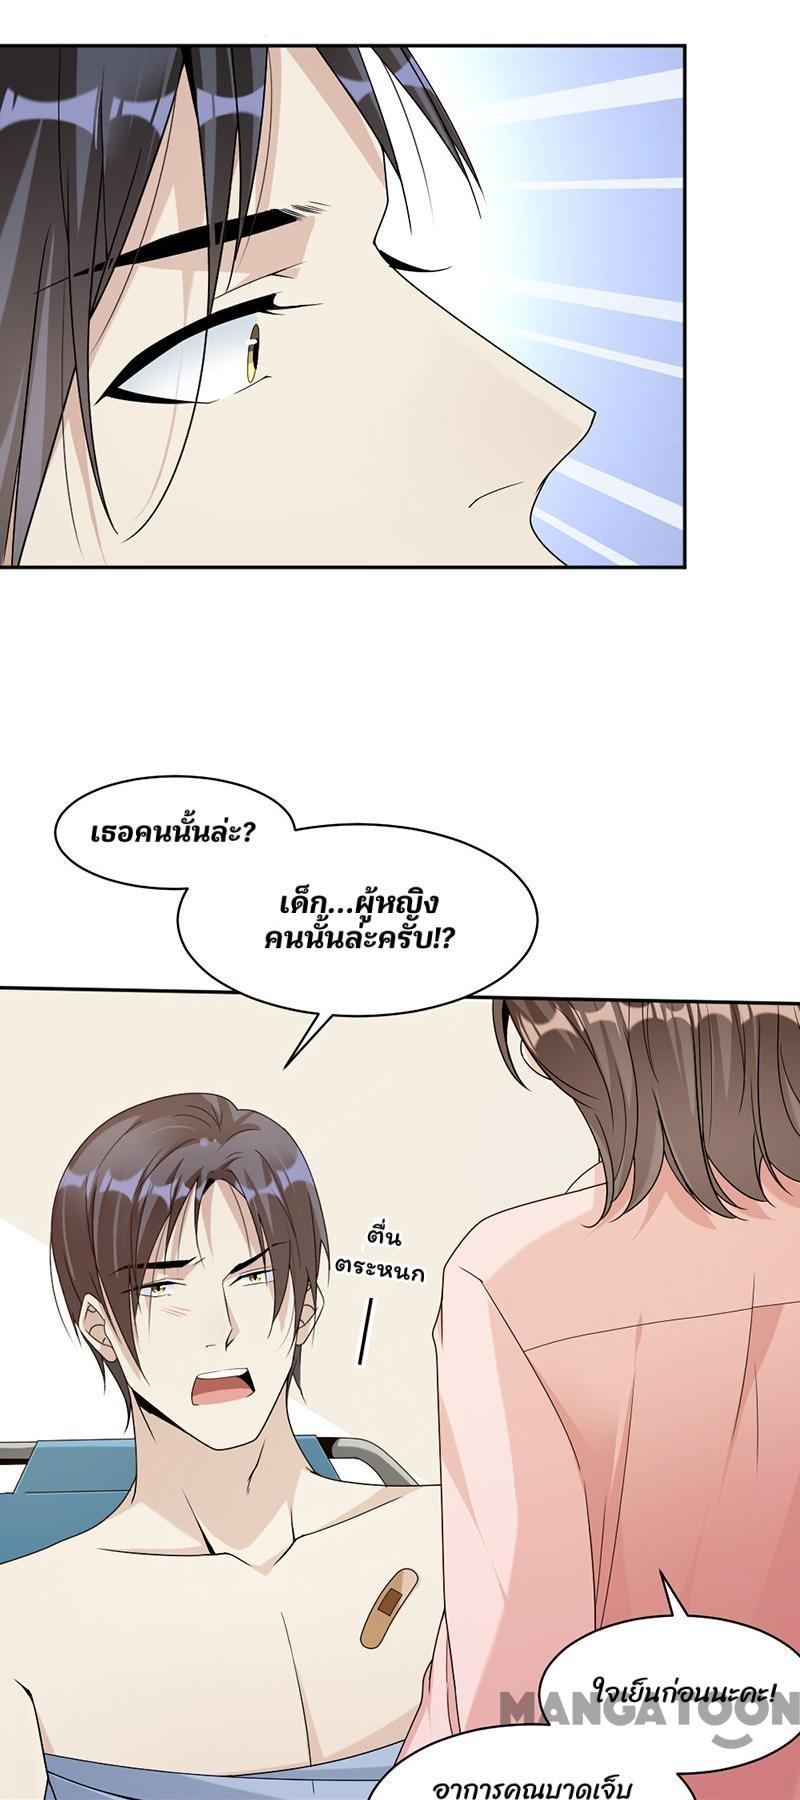 เธอคนนั้นล่ะ?
เด็ก...ผู้หญิง
คนนั้นล่ะครับ!?
ตื่น
ตระหนก
ใจเย็นก่อนนะคะ!
MANGATOON
อาการคุณบาดเจ็บ